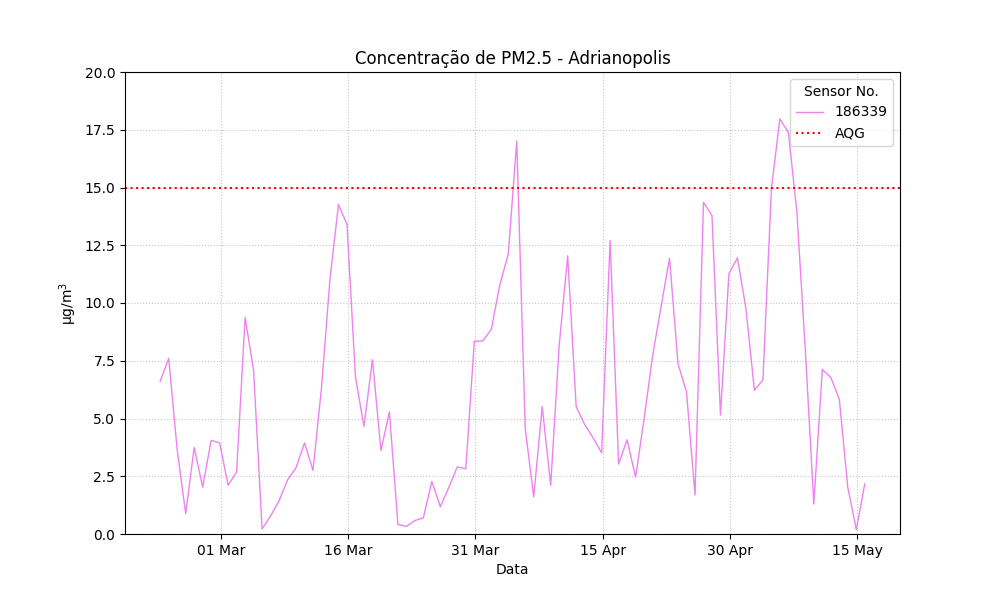 Concentração de PM2.5 - Adrianopolis
Sensor No.
186339
AQG
20.0
17.5
15.0
12.5
10.0
7.5
5.0
2.5
0.0
µg/m³
01 Mar
16 Mar
31 Mar
15 Apr
30 Apr
15 May
Data